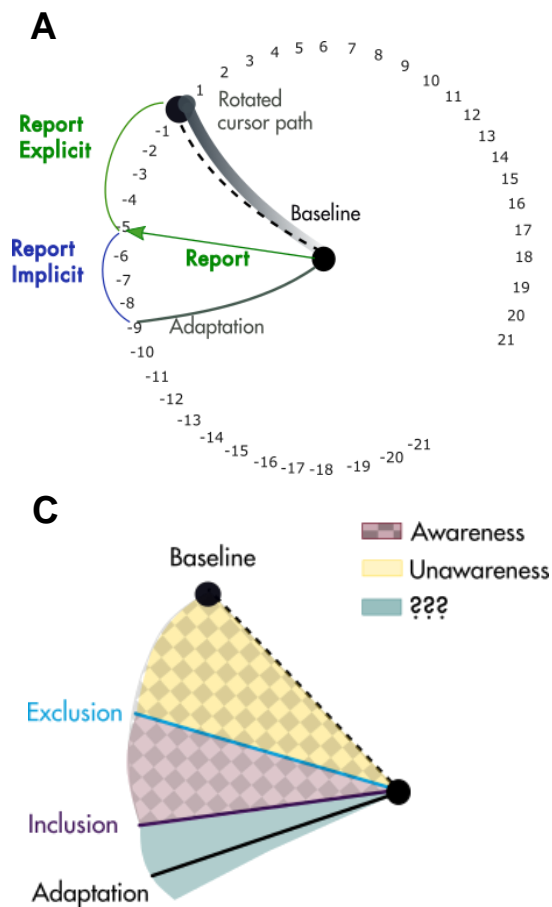 A
1
2
3
4
5
6
7
8
9
10
11
12
13
14
15
16
17
18
19
20
21
Rotated
cursor path
Report
Explicit
-1
-2
-3
-4
-5
Baseline
Report
Report
Implicit
-6
-7
-8
-9
Adaptation
-10
-11
-12
-13
-14
-15
-16
-17
-18
-19
-20
-21
C
Awareness
Unawareness
???
Baseline
Exclusion
Inclusion
Adaptation